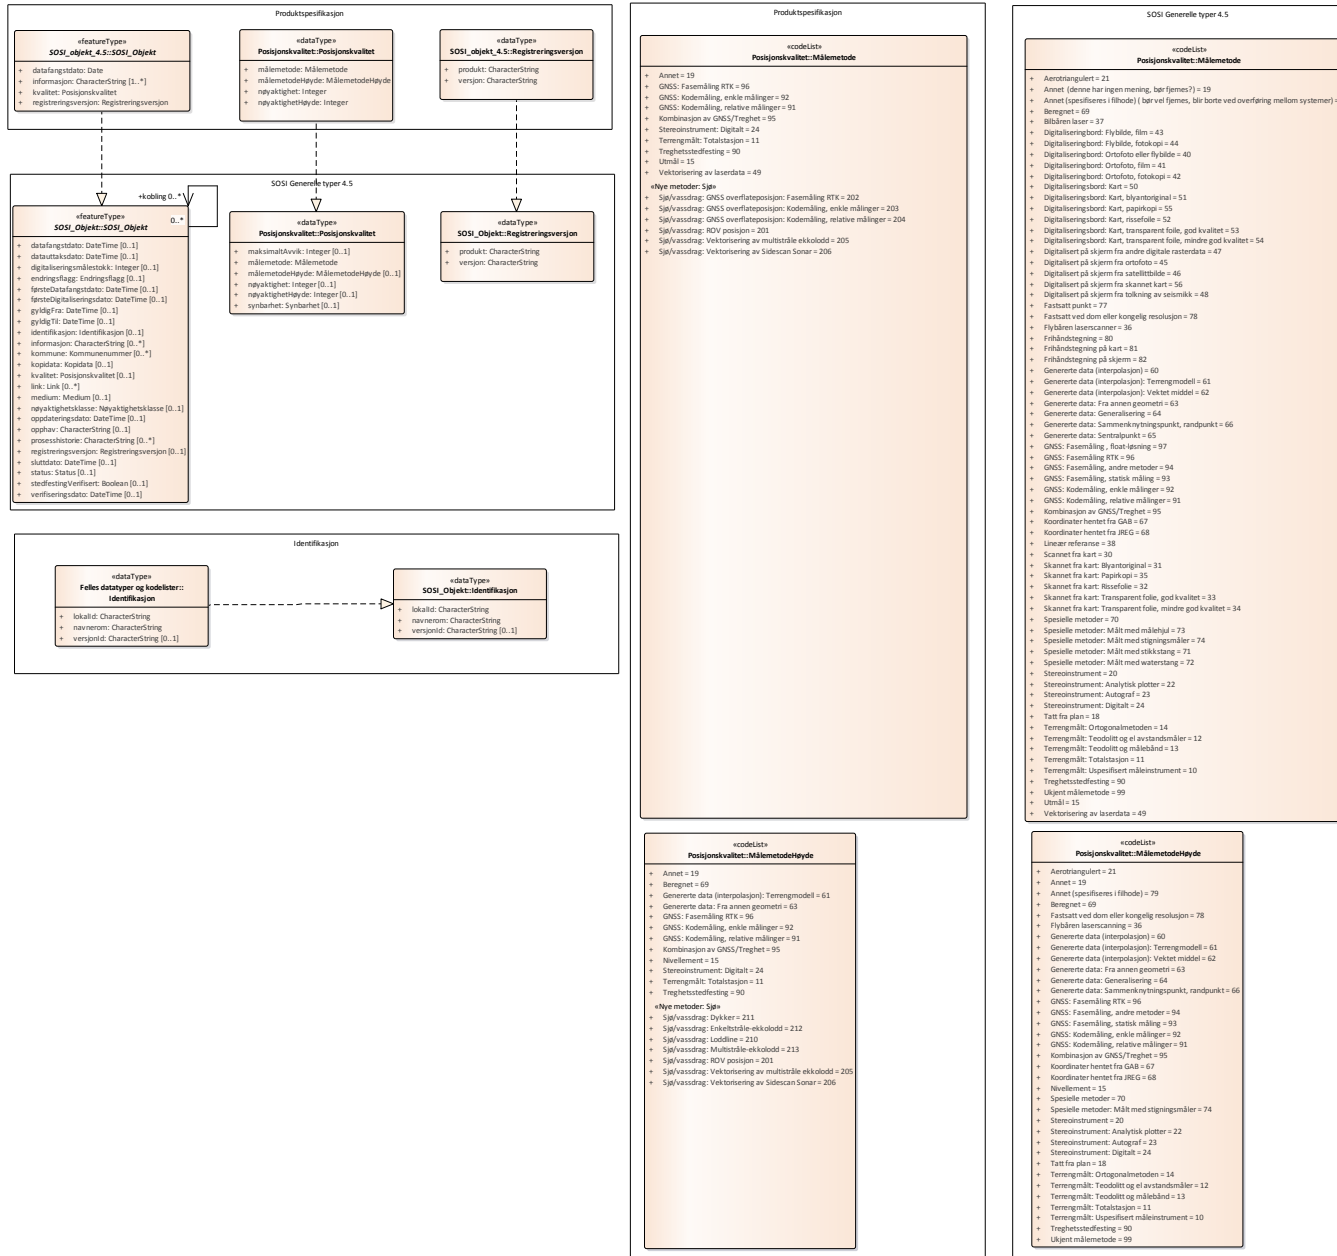 Produktspesifikasjon
«featureType»
SOSI_objekt_4.5::SOSI_Objekt
+ datafangstdato: Date
+ informasjon: CharacterString [1..*]
+ kvalitet: Posisjonskvalitet
+ registreringsversjon: Registreringsversjon
«dataType»
Posisjonskvalitet::Posisjonskvalitet
+ målemetode: Målemetode
+ målemetodeHøyde: MålemetodeHøyde
+ nøyaktighet: Integer
+ nøyaktighetHøyde: Integer
«dataType»
SOSI_objekt_4.5::Registreringsversjon
+ produkt: CharacterString
+ versjon: CharacterString
SOSI Generelle typer 4.5
+kobling 0..*
0..*
«featureType»
SOSI_Objekt::SOSI_Objekt
+ datafangstdato: DateTime [0..1]
+ datauttaksdato: DateTime [0..1]
+ digitaliseringsmålestokk: Integer [0..1]
+ endringsflagg: Endringsflagg [0..1]
+ førsteDatafangstdato: DateTime [0..1]
+ førsteDigitaliseringsdato: DateTime [0..1]
+ gyldigFra: DateTime [0..1]
+ gyldigTil: DateTime [0..1]
+ identifikasjon: Identifikasjon [0..1]
+ informasjon: CharacterString [0..*]
+ kommune: Kommunenummer [0..*]
+ kopidata: Kopidata [0..1]
+ kvalitet: Posisjonskvalitet [0..1]
+ link: Link [0..*]
+ medium: Medium [0..1]
+ nøyaktighetsklasse: Nøyaktighetsklasse [0..1]
+ oppdateringsdato: DateTime [0..1]
+ opphav: CharacterString [0..1]
+ prosesshistorie: CharacterString [0..*]
+ registreringsversjon: Registreringsversjon [0..1]
+ sluttdato: DateTime [0..1]
+ status: Status [0..1]
+ stedfestingVerifisert: Boolean [0..1]
+ verifiseringsdato: DateTime [0..1]
«dataType»
Posisjonskvalitet::Posisjonskvalitet
+ maksimaltAvvik: Integer [0..1]
+ målemetode: Målemetode
+ målemetodeHøyde: MålemetodeHøyde [0..1]
+ nøyaktighet: Integer [0..1]
+ nøyaktighetHøyde: Integer [0..1]
+ synbarhet: Synbarhet [0..1]
«dataType»
SOSI_Objekt::Registreringsversjon
+ produkt: CharacterString
+ versjon: CharacterString
Identifikasjon
«dataType»
Felles datatyper og kodelister::
Identifikasjon
+ lokalId: CharacterString
+ navnerom: CharacterString
+ versjonId: CharacterString [0..1]
«dataType»
SOSI_Objekt::Identifikasjon
+ lokalId: CharacterString
+ navnerom: CharacterString
+ versjonId: CharacterString [0..1]
Produktspesifikasjon
«codeList»
Posisjonskvalitet::Målemetode
+ Annet = 19
+ GNSS: Fasemåling RTK = 96
+ GNSS: Kodemåling, enkle målinger = 92
+ GNSS: Kodemåling, relative målinger = 91
+ Kombinasjon av GNSS/Treghet = 95
+ Stereoinstrument: Digitalt = 24
+ Terrengmålt: Totalstasjon = 11
+ Treghetsstedfesting = 90
+ Utmål = 15
+ Vektorisering av laserdata = 49
«Nye metoder: Sjø»
+ Sjø/vassdrag: GNSS overflateposisjon: Fasemåling RTK = 202
+ Sjø/vassdrag: GNSS overflateposisjon: Kodemåling, enkle målinger = 203
+ Sjø/vassdrag: GNSS overflateposisjon: Kodemåling, relative målinger = 204
+ Sjø/vassdrag: ROV posisjon = 201
+ Sjø/vassdrag: Vektorisering av multistråle ekkolodd = 205
+ Sjø/vassdrag: Vektorisering av Sidescan Sonar = 206
«codeList»
Posisjonskvalitet::MålemetodeHøyde
+ Annet = 19
+ Beregnet = 69
+ Genererte data (interpolasjon): Terrengmodell = 61
+ Genererte data: Fra annen geometri = 63
+ GNSS: Fasemåling RTK = 96
+ GNSS: Kodemåling, enkle målinger = 92
+ GNSS: Kodemåling, relative målinger = 91
+ Kombinasjon av GNSS/Treghet = 95
+ Nivellement = 15
+ Stereoinstrument: Digitalt = 24
+ Terrengmålt: Totalstasjon = 11
+ Treghetsstedfesting = 90
«Nye metoder: Sjø»
+ Sjø/vassdrag: Dykker = 211
+ Sjø/vassdrag: Enkeltstråle-ekkolodd = 212
+ Sjø/vassdrag: Loddline = 210
+ Sjø/vassdrag: Multistråle-ekkolodd = 213
+ Sjø/vassdrag: ROV posisjon = 201
+ Sjø/vassdrag: Vektorisering av multistråle ekkolodd = 205
+ Sjø/vassdrag: Vektorisering av Sidescan Sonar = 206
SOSI Generelle typer 4.5
«codeList»
Posisjonskvalitet::Målemetode
+ Aerotriangulert = 21
+ Annet (denne har ingen mening, bør fjernes?) = 19
+ Annet (spesifiseres i filhode) ( bør vel fjernes, blir borte ved overføring mellom systemer) =
+ Beregnet = 69
+ Bilbåren laser = 37
+ Digitaliseringbord: Flybilde, film = 43
+ Digitaliseringbord: Flybilde, fotokopi = 44
+ Digitaliseringbord: Ortofoto eller flybilde = 40
+ Digitaliseringbord: Ortofoto, film = 41
+ Digitaliseringbord: Ortofoto, fotokopi = 42
+ Digitaliseringbord: Kart = 50
+ Digitaliseringbord: Kart, blyantoriginal = 51
+ Digitaliseringbord: Kart, papirkopi = 55
+ Digitaliseringbord: Kart, rissefoile = 52
+ Digitaliseringbord: Kart, transparent foile, god kvalitet = 53
+ Digitaliseringbord: Kart, transparent foile, mindre god kvalitet = 54
+ Digitalisert på skjerm fra andre digitale rasterdata = 47
+ Digitalisert på skjerm fra ortofoto = 45
+ Digitalisert på skjerm fra satellittbilde = 46
+ Digitalisert på skjerm fra skannet kart = 56
+ Digitalisert på skjerm fra tolkning av seismikk = 48
+ Fastsatt punkt = 77
+ Fastsatt ved dom eller kongelig resolusjon = 78
+ Flybåren laserscanner = 36
+ Frihåndstegning = 80
+ Frihåndstegning på kart = 81
+ Frihåndstegning på skjerm = 82
+ Genererte data (interpolasjon) = 60
+ Genererte data (interpolasjon): Terrengmodell = 61
+ Genererte data (interpolasjon): Vektet middel = 62
+ Genererte data: Fra annen geometri = 63
+ Genererte data: Generalisering = 64
+ Genererte data: Sammenknytningspunkt, randpunkt = 66
+ Genererte data: Sentralpunkt = 65
+ GNSS: Fasemåling , float-løsning = 97
+ GNSS: Fasemåling RTK = 96
+ GNSS: Fasemåling, andre metoder = 94
+ GNSS: Fasemåling, statisk måling = 93
+ GNSS: Kodemåling, enkle målinger = 92
+ GNSS: Kodemåling, relative målinger = 91
+ Kombinasjon av GNSS/Treghet = 95
+ Koordinater hentet fra GAB = 67
+ Koordinater hentet fra JREG = 68
+ Lineær referanse = 38
+ Scannet fra kart = 30
+ Skannet fra kart: Blyantoriginal = 31
+ Skannet fra kart: Papirkopi = 35
+ Skannet fra kart: Rissefolie = 32
+ Skannet fra kart: Transparent folie, god kvalitet = 33
+ Skannet fra kart: Transparent folie, mindre god kvalitet = 34
+ Spesielle metoder = 70
+ Spesielle metoder: Målt med målehjul = 73
+ Spesielle metoder: Målt med stigningsmåler = 74
+ Spesielle metoder: Målt med stikkstang = 71
+ Spesielle metoder: Målt med waterstang = 72
+ Stereoinstrument = 20
+ Stereoinstrument: Analytisk plotter = 22
+ Stereoinstrument: Autograf = 23
+ Stereoinstrument: Digitalt = 24
+ Tatt fra plan = 18
+ Terrengmålt: Ortogonalmetoden = 14
+ Terrengmålt: Teodolitt og el avstandsmåler = 12
+ Terrengmålt: Teodolitt og målebånd = 13
+ Terrengmålt: Totalstasjon = 11
+ Terrengmålt: Uspesifisert måleinstrument = 10
+ Treghetsstedfesting = 90
+ Ukjent målemetode = 99
+ Utmål = 15
+ Vektorisering av laserdata = 49
«codeList»
Posisjonskvalitet::MålemetodeHøyde
+ Aerotriangulert = 21
+ Annet = 19
+ Annet (spesifiseres i filhode) = 79
+ Beregnet = 69
+ Fastsatt ved dom eller kongelig resolusjon = 78
+ Flybåren laserscanning = 36
+ Genererte data (interpolasjon) = 60
+ Genererte data (interpolasjon): Terrengmodell = 61
+ Genererte data (interpolasjon): Vektet middel = 62
+ Genererte data: Fra annen geometri = 63
+ Genererte data: Generalisering = 64
+ Genererte data: Sammenknytningspunkt, randpunkt = 66
+ GNSS: Fasemåling RTK = 96
+ GNSS: Fasemåling, andre metoder = 94
+ GNSS: Fasemåling, statisk måling = 93
+ GNSS: Kodemåling, enkle målinger = 92
+ GNSS: Kodemåling, relative målinger = 91
+ Kombinasjon av GNSS/Treghet = 95
+ Koordinater hentet fra GAB = 67
+ Koordinater hentet fra JREG = 68
+ Nivellement = 15
+ Spesielle metoder = 70
+ Spesielle metoder: Målt med stigningsmåler = 74
+ Stereoinstrument = 20
+ Stereoinstrument: Analytisk plotter = 22
+ Stereoinstrument: Autograf = 23
+ Stereoinstrument: Digitalt = 24
+ Tatt fra plan = 18
+ Terrengmålt: Ortogonalmetoden = 14
+ Terrengmålt: Teodolitt og el avstandsmåler = 12
+ Terrengmålt: Teodolitt og målebånd = 13
+ Terrengmålt: Totalstasjon = 11
+ Terrengmålt: Uspesifisert måleinstrument = 10
+ Treghetsstedfesting = 90
+ Ukjent målemetode = 99